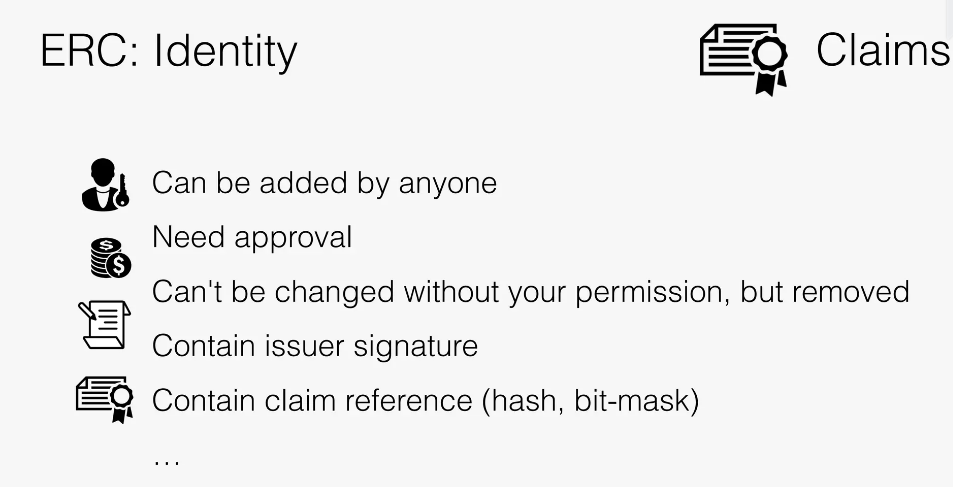 ERC: Identity
Claims
Can be added by anyone
Need approval
Can't be changed without your permission, but removed
Contain issuer signature
Contain claim reference (hash, bit-mask)
...